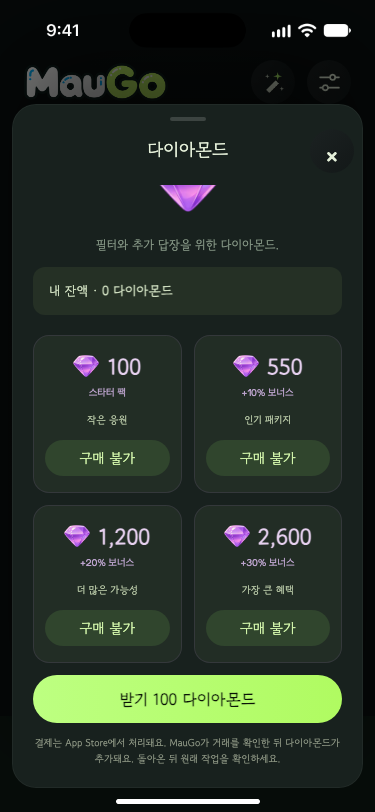 9:41
MauGo
다이아몬드
필터와 추가 답장을 위한 다이아몬드.
내 잔액 · 0 다이아몬드
100
스타터 팩
작은 응원
구매 불가
550
+10% 보너스
인기 패키지
구매 불가
1,200
+20% 보너스
더 많은 가능성
구매 불가
2,600
+30% 보너스
가장 큰 혜택
구매 불가
받기 100 다이아몬드
결제는 App Store에서 처리돼요. MauGo가 거래를 확인한 뒤 다이아몬드가
추가돼요. 돌아온 뒤 원래 작업을 확인하세요.